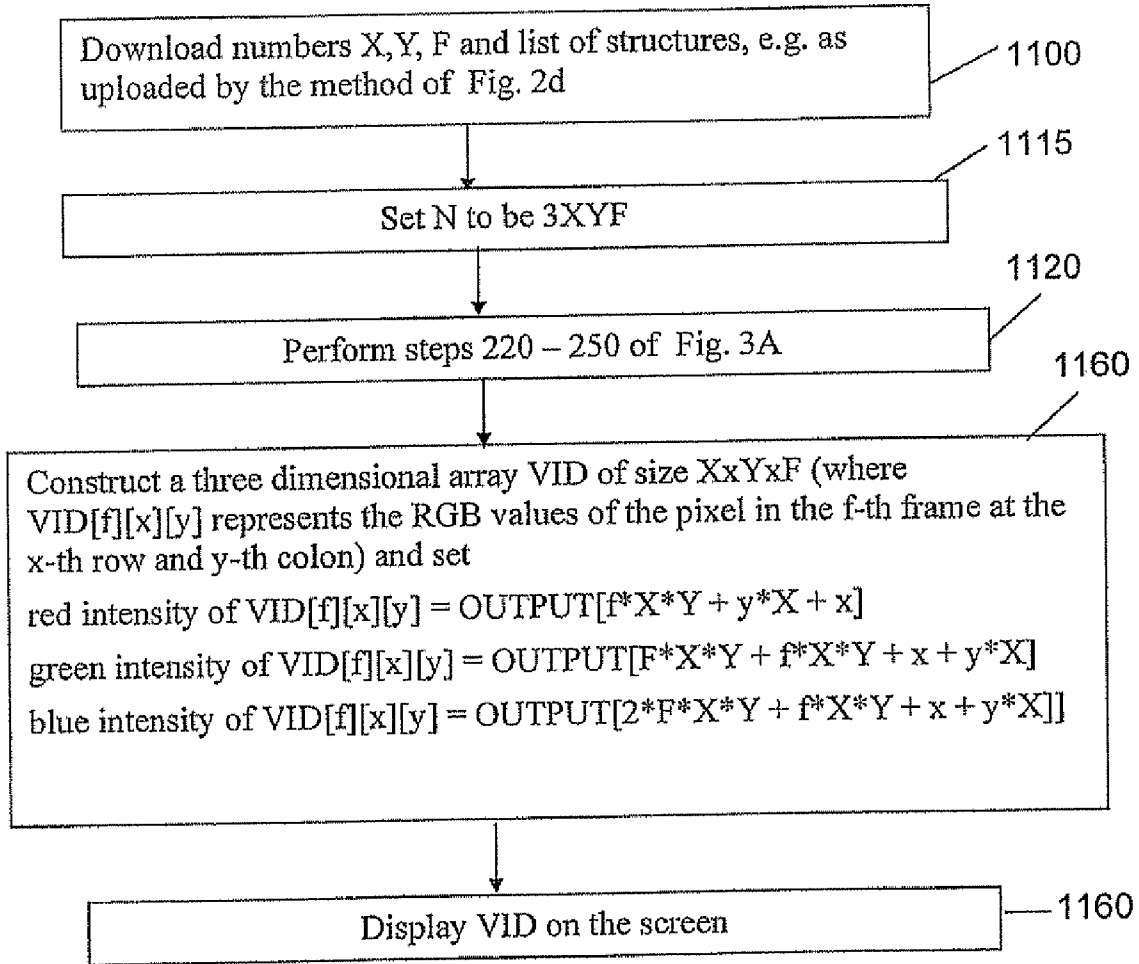 Download numbers X,Y, F and list of structures, e.g. as
uploaded by the method of Fig. 2d
1100
1115
Set N to be 3XYF
1120
Perform steps 220 – 250 of Fig. 3A
1160
Construct a three dimensional array VID of size XxYxF (where
VID[f][x][y] represents the RGB values of the pixel in the f-th frame at the
x-th row and y-th colon) and set
red intensity of VID[f][x][y] = OUTPUT[f*X*Y + y*X + x]
green intensity of VID[f][x][y] = OUTPUT[F*X*Y + f*X*Y + x + y*X]
blue intensity of VID[f][x][y] = OUTPUT[2*F*X*Y + f*X*Y + x + y*X]]
Display VID on the screen
1160